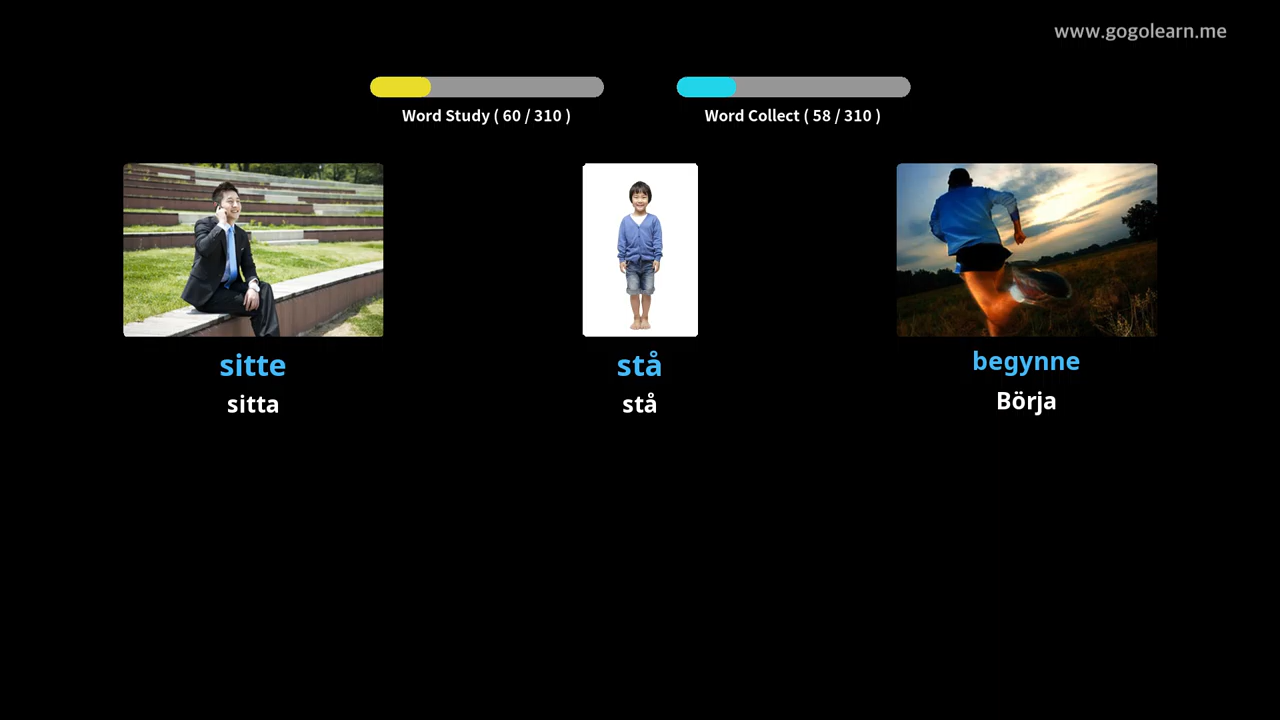 www.gogolearn.me
Word Study ( 60 / 310 )
Word Collect ( 58 / 310 )
sitte
sitta
stå
stå
begynne
Börja